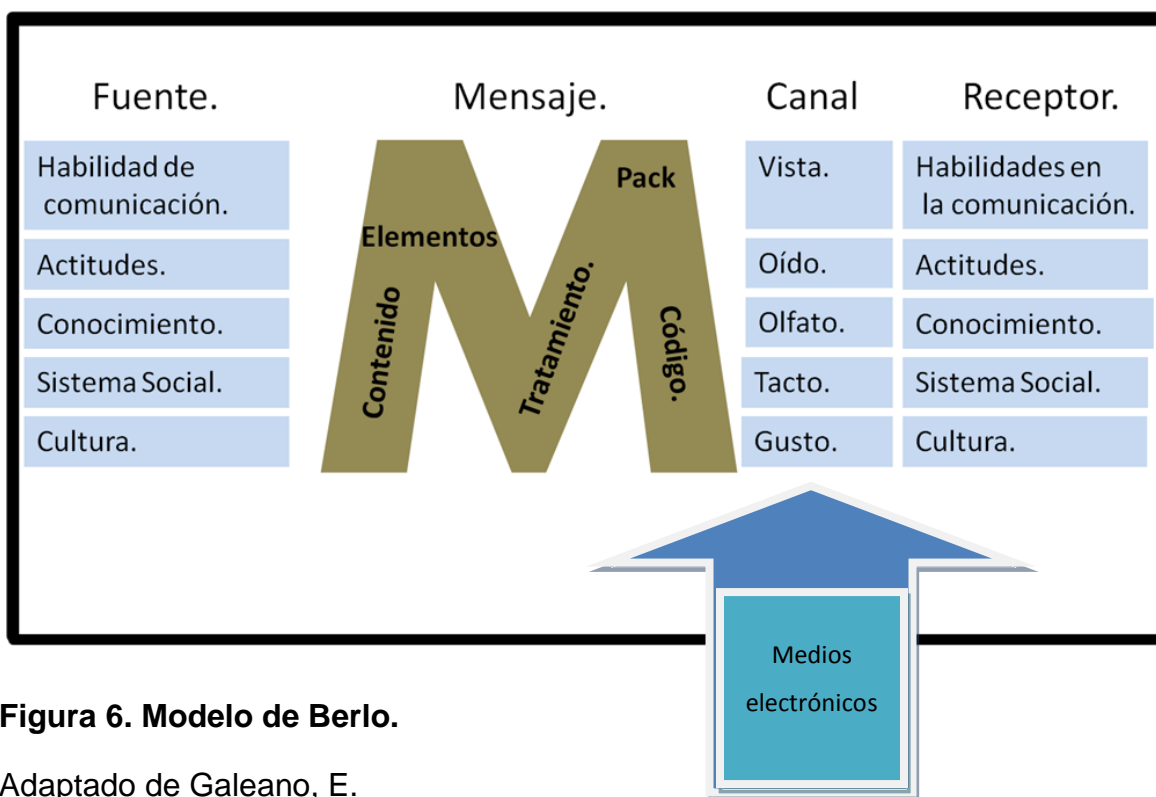 Fuente.
Mensaje.
Canal
Receptor.
Habilidad de
comunicación.
Actitudes.
Conocimiento.
Sistema Social.
Cultura.
Pack
Elementos
Contenido
Tratamiento.
Código.
Vista.
Oído.
Olfato.
Tacto.
Gusto.
Habilidades en
la comunicación.
Actitudes.
Conocimiento.
Sistema Social.
Cultura.
Medios
electrónicos
Figura 6. Modelo de Berlo.
Adaptado de Galeano, E.